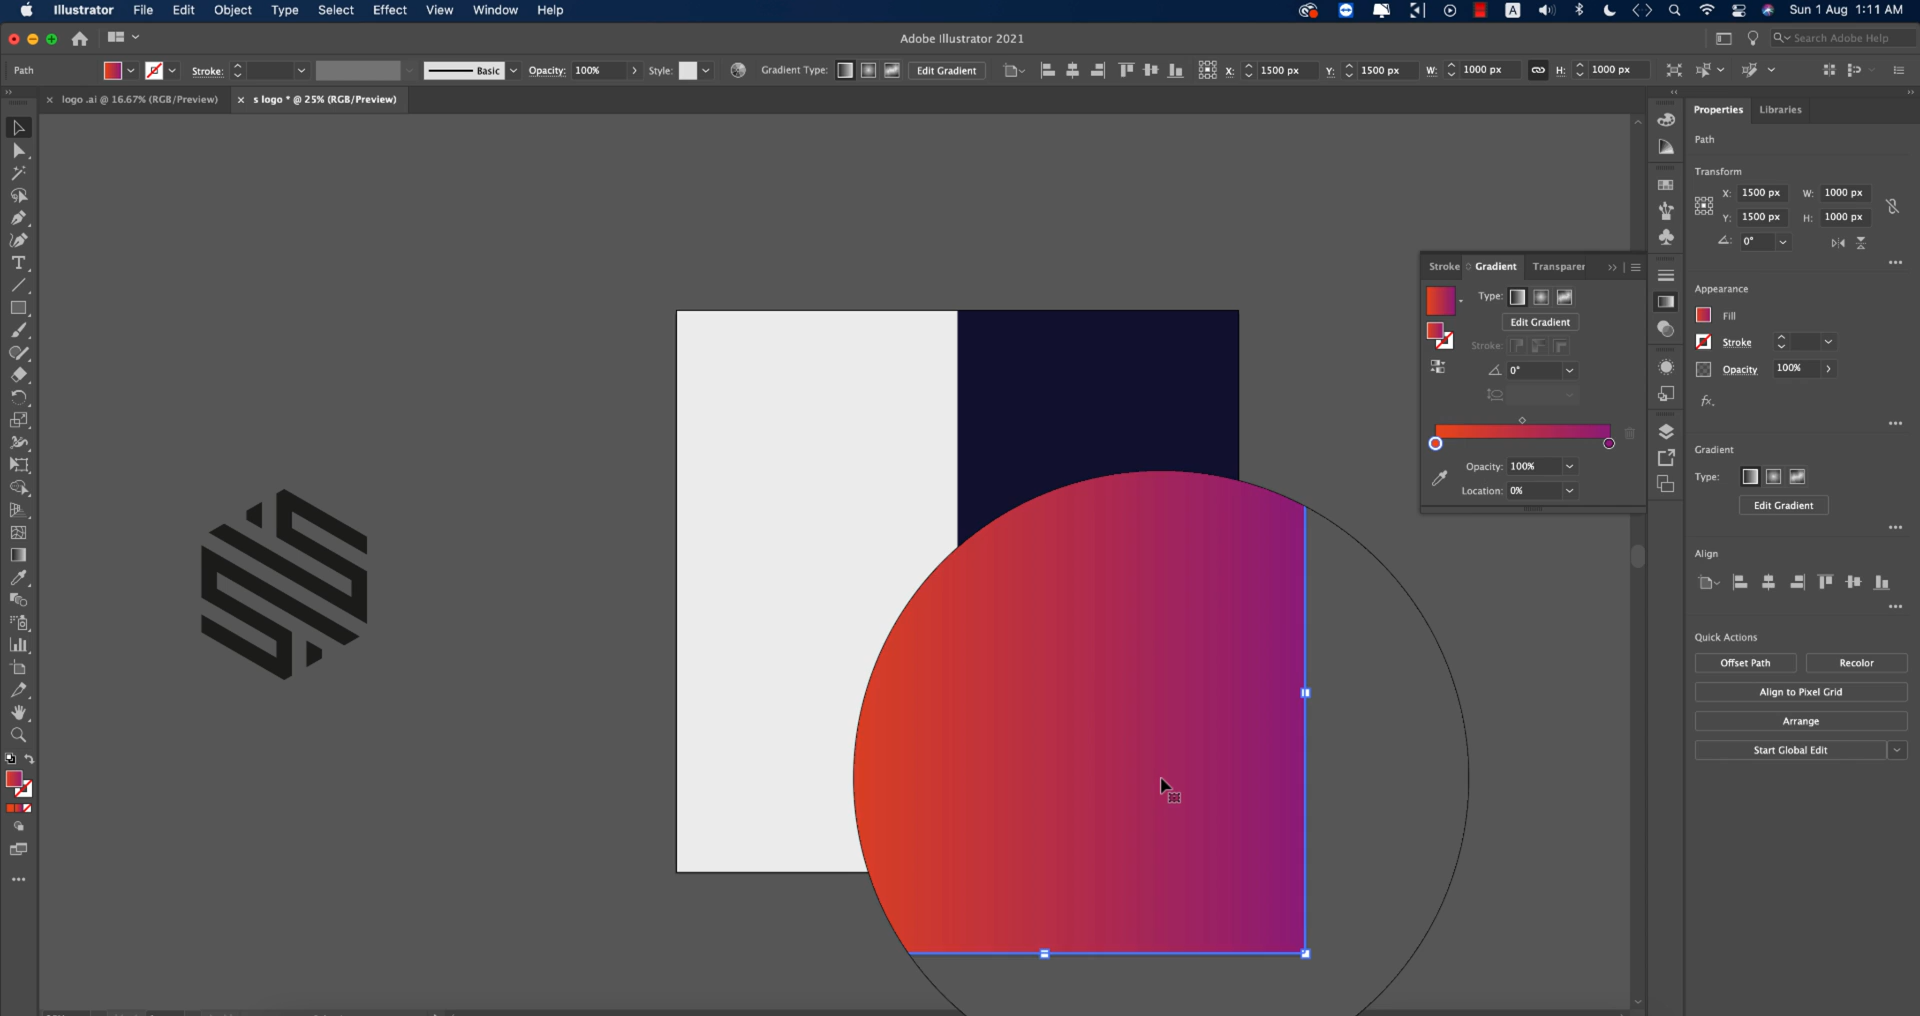 Illustrator File Edit Object Type Select Effect View Window Help
A
Sun 1 Aug 1:11 AM
Adobe Illustrator 2021
Search Adobe Help
Path Stroke: Basic Opacity: 100% Style: Gradient Type: Edit Gradient X: 1500 px Y: 1500 px W: 1000 px H: 1000 px
× logo .ai @ 16.67% (RGB/Preview) × s logo * @ 25% (RGB/Preview)
Properties Libraries
Path
Transform
X: 1500 px W: 1000 px
Y: 1500 px H: 1000 px
0°
Appearance
Fill
Stroke
Opacity 100%
fx.
Gradient
Type:
Edit Gradient
Align
Quick Actions
Offset Path Recolor
Align to Pixel Grid
Arrange
Start Global Edit
Stroke Gradient Transparer
Type:
Edit Gradient
Stroke:
0°
Opacity: 100%
Location: 0%